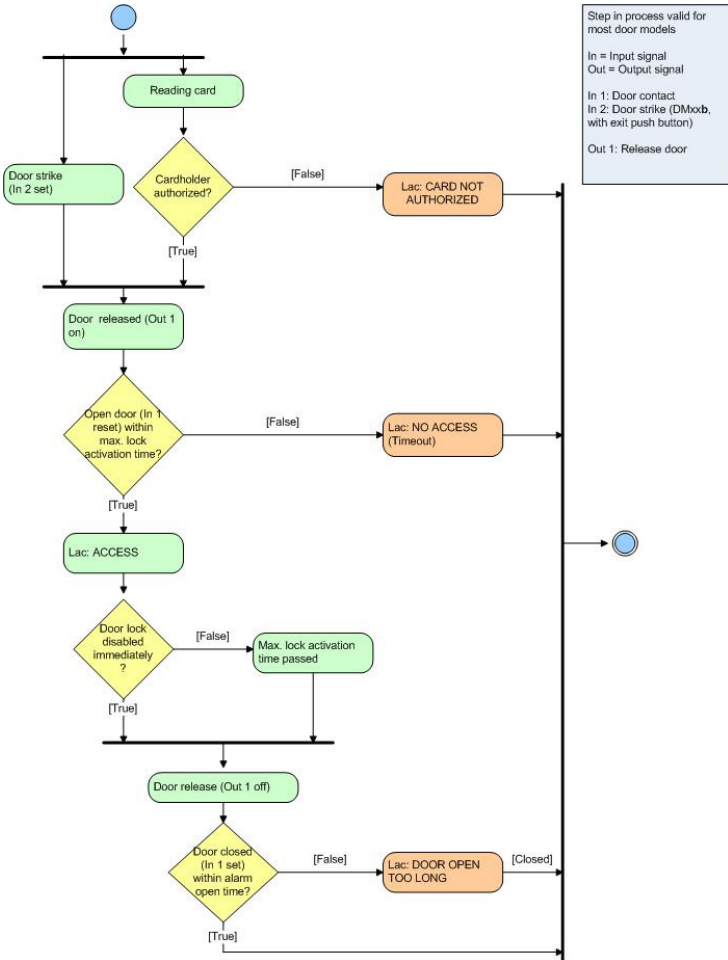 Step in process valid for
most door models
In = Input signal
Out = Output signal
In 1: Door contact
In 2: Door strike (DMxxb,
with exit push button)
Out 1: Release door
Reading card
Door strike
(In 2 set)
Cardholder
authorized?
[False]
Lac: CARD NOT
AUTHORIZED
[True]
Door released (Out 1
on)
Open door (In 1
reset) within
max. lock
activation time?
[False]
Lac: NO ACCESS
(Timeout)
[True]
Lac: ACCESS
Door lock
disabled
immediately
?
[False]
Max. lock activation
time passed
[True]
Door release (Out 1 off)
Door closed
(In 1 set)
within alarm
open time?
[False]
Lac: DOOR OPEN
TOO LONG
[Closed]
[True]